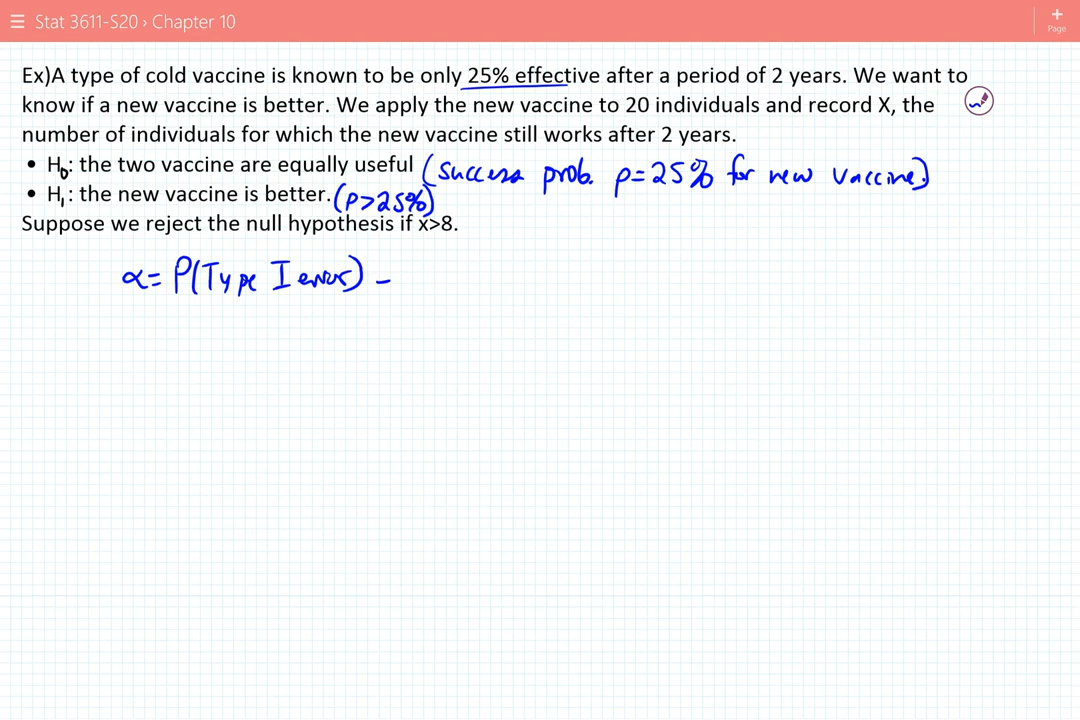 ☰ Stat 3611-S20 › Chapter 10
+
Page
Ex)A type of cold vaccine is known to be only 25% effective after a period of 2 years. We want to
know if a new vaccine is better. We apply the new vaccine to 20 individuals and record X, the
number of individuals for which the new vaccine still works after 2 years.
• H₀: the two vaccine are equally useful (success prob. p=25% for new vaccine)
• H₁: the new vaccine is better. (p>25%)
Suppose we reject the null hypothesis if x>8.
α= P(Type I error) -